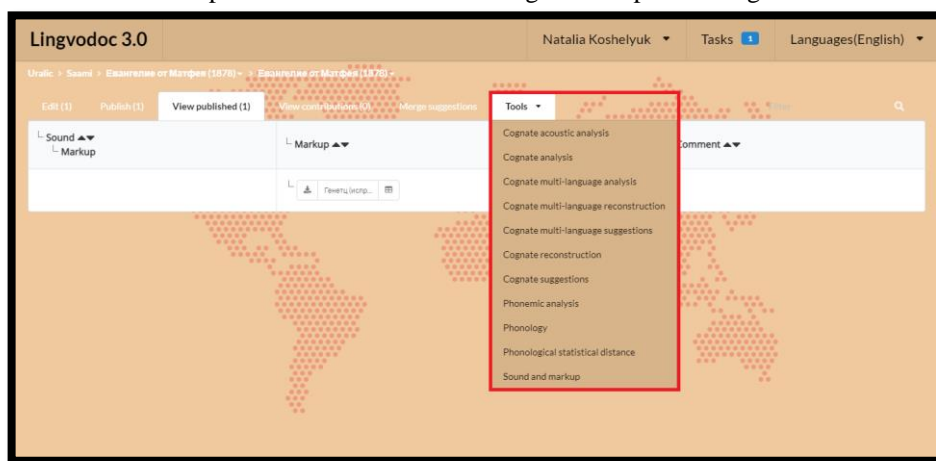 Lingvodoc 3.0
Natalia Koshelyuk
Tasks 1
Languages(English)
Uralic › Saami › Евангелие от Матфея (1878) › Евангелие от Матфея (1878)
Edit (1)
Publish (1)
View published (1)
View contributions (0)
Merge suggestions
Tools
Filter
Sound
Markup
Markup
Comment
Генетц (испр...
Cognate acoustic analysis
Cognate analysis
Cognate multi-language analysis
Cognate multi-language reconstruction
Cognate multi-language suggestions
Cognate reconstruction
Cognate suggestions
Phonemic analysis
Phonology
Phonological statistical distance
Sound and markup